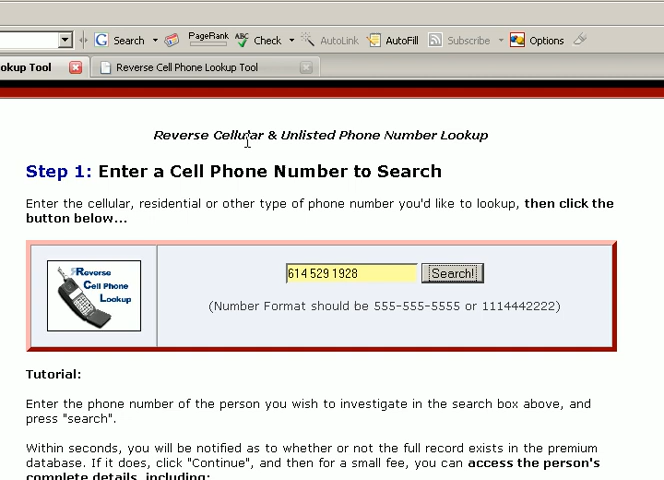 Search PageRank ABC Check AutoLink AutoFill Subscribe Options
okup Tool Reverse Cell Phone Lookup Tool
Reverse Cellular & Unlisted Phone Number Lookup
Step 1: Enter a Cell Phone Number to Search
Enter the cellular, residential or other type of phone number you'd like to lookup, then click the
button below...
Reverse
Cell Phone
Lookup
614 529 1928 Search!
(Number Format should be 555-555-5555 or 1114442222)
Tutorial:
Enter the phone number of the person you wish to investigate in the search box above, and
press "search".
Within seconds, you will be notified as to whether or not the full record exists in the premium
database. If it does, click "Continue", and then for a small fee, you can access the person's
complete details, including: